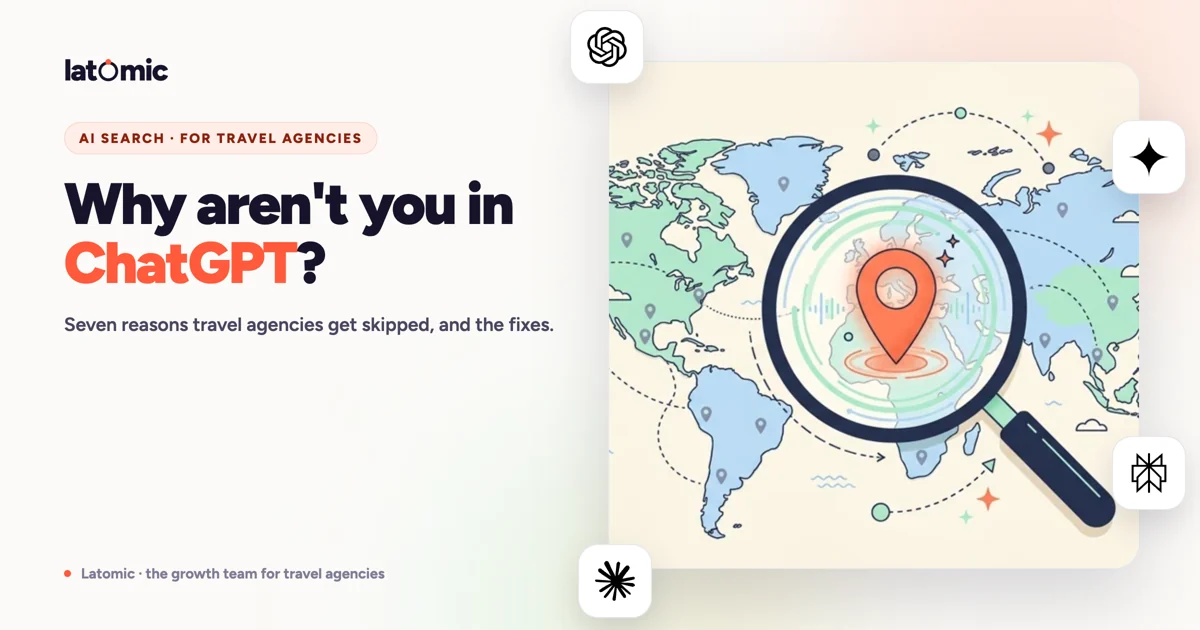 latomic
AI SEARCH · FOR TRAVEL AGENCIES
Why aren't you in
ChatGPT?
Seven reasons travel agencies get skipped, and the fixes.
Latomic · the growth team for travel agencies